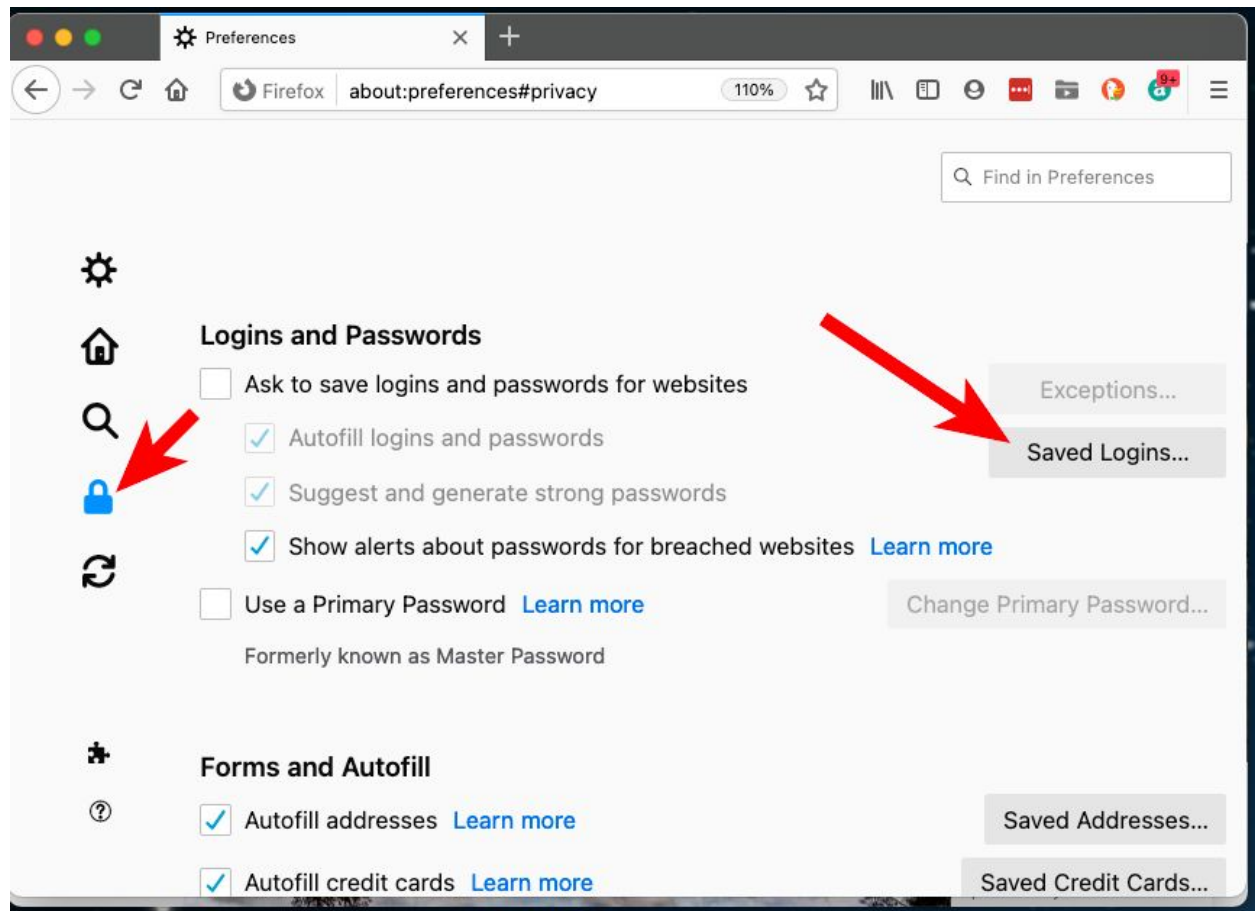 Preferences
Firefox about:preferences#privacy 110% 9+
Find in Preferences
Logins and Passwords
Ask to save logins and passwords for websites Exceptions...
Autofill logins and passwords Saved Logins...
Suggest and generate strong passwords
Show alerts about passwords for breached websites Learn more
Use a Primary Password Learn more Change Primary Password...
Formerly known as Master Password
Forms and Autofill
Autofill addresses Learn more Saved Addresses...
Autofill credit cards Learn more Saved Credit Cards...